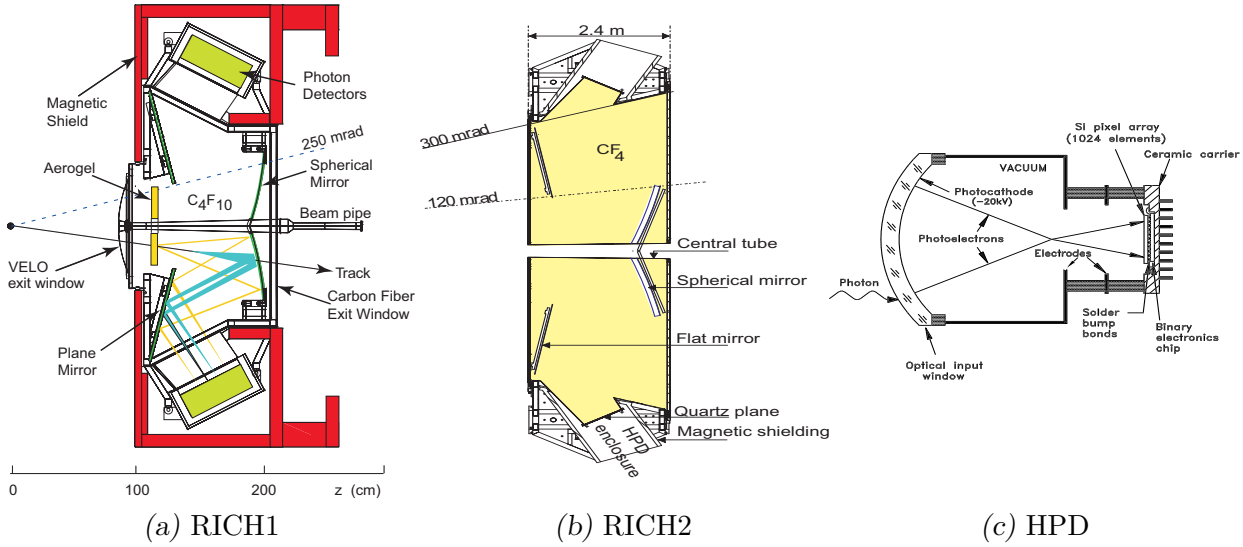 Magnetic
Shield
Aerogel
VELO
exit window
Plane
Mirror
Photon
Detectors
250 mrad
Spherical
Mirror
C4F10
Beam pipe
Track
Carbon Fiber
Exit Window
0
100
200
z (cm)
(a) RICH1
2.4 m
300 mrad
CF4
120 mrad
Central tube
Spherical mirror
Flat mirror
Quartz plane
Magnetic shielding
HPD
enclosure
(b) RICH2
Si pixel array
(1024 elements)
Ceramic carrier
VACUUM
Photocathode
(-20kV)
Photoelectrons
Electrodes
Photon
Optical input
window
Solder
bump
bonds
Binary
electronics
chip
(c) HPD